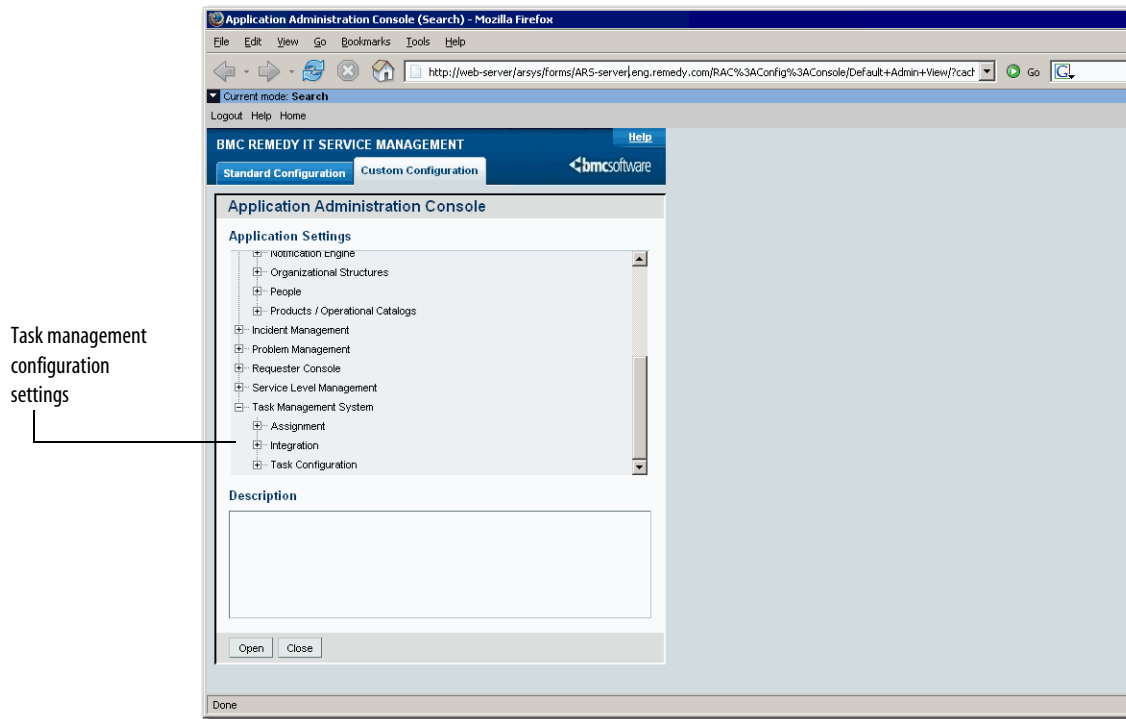 Application Administration Console (Search) - Mozilla Firefox
File Edit View Go Bookmarks Tools Help
http://web-server/arsys/forms/ARS-server.eng.remedy.com/RAC%3AConfig%3AConsole/Default+Admin+View/?cach Go G
Current mode: Search
Logout Help Home
BMC REMEDY IT SERVICE MANAGEMENT Help
Standard Configuration Custom Configuration bmcsoftware
Application Administration Console
Application Settings
Notification Engine
Organizational Structures
People
Products / Operational Catalogs
Incident Management
Problem Management
Requester Console
Service Level Management
Task Management System
Assignment
Integration
Task Configuration
Task management
configuration
settings
Description
Open Close
Done